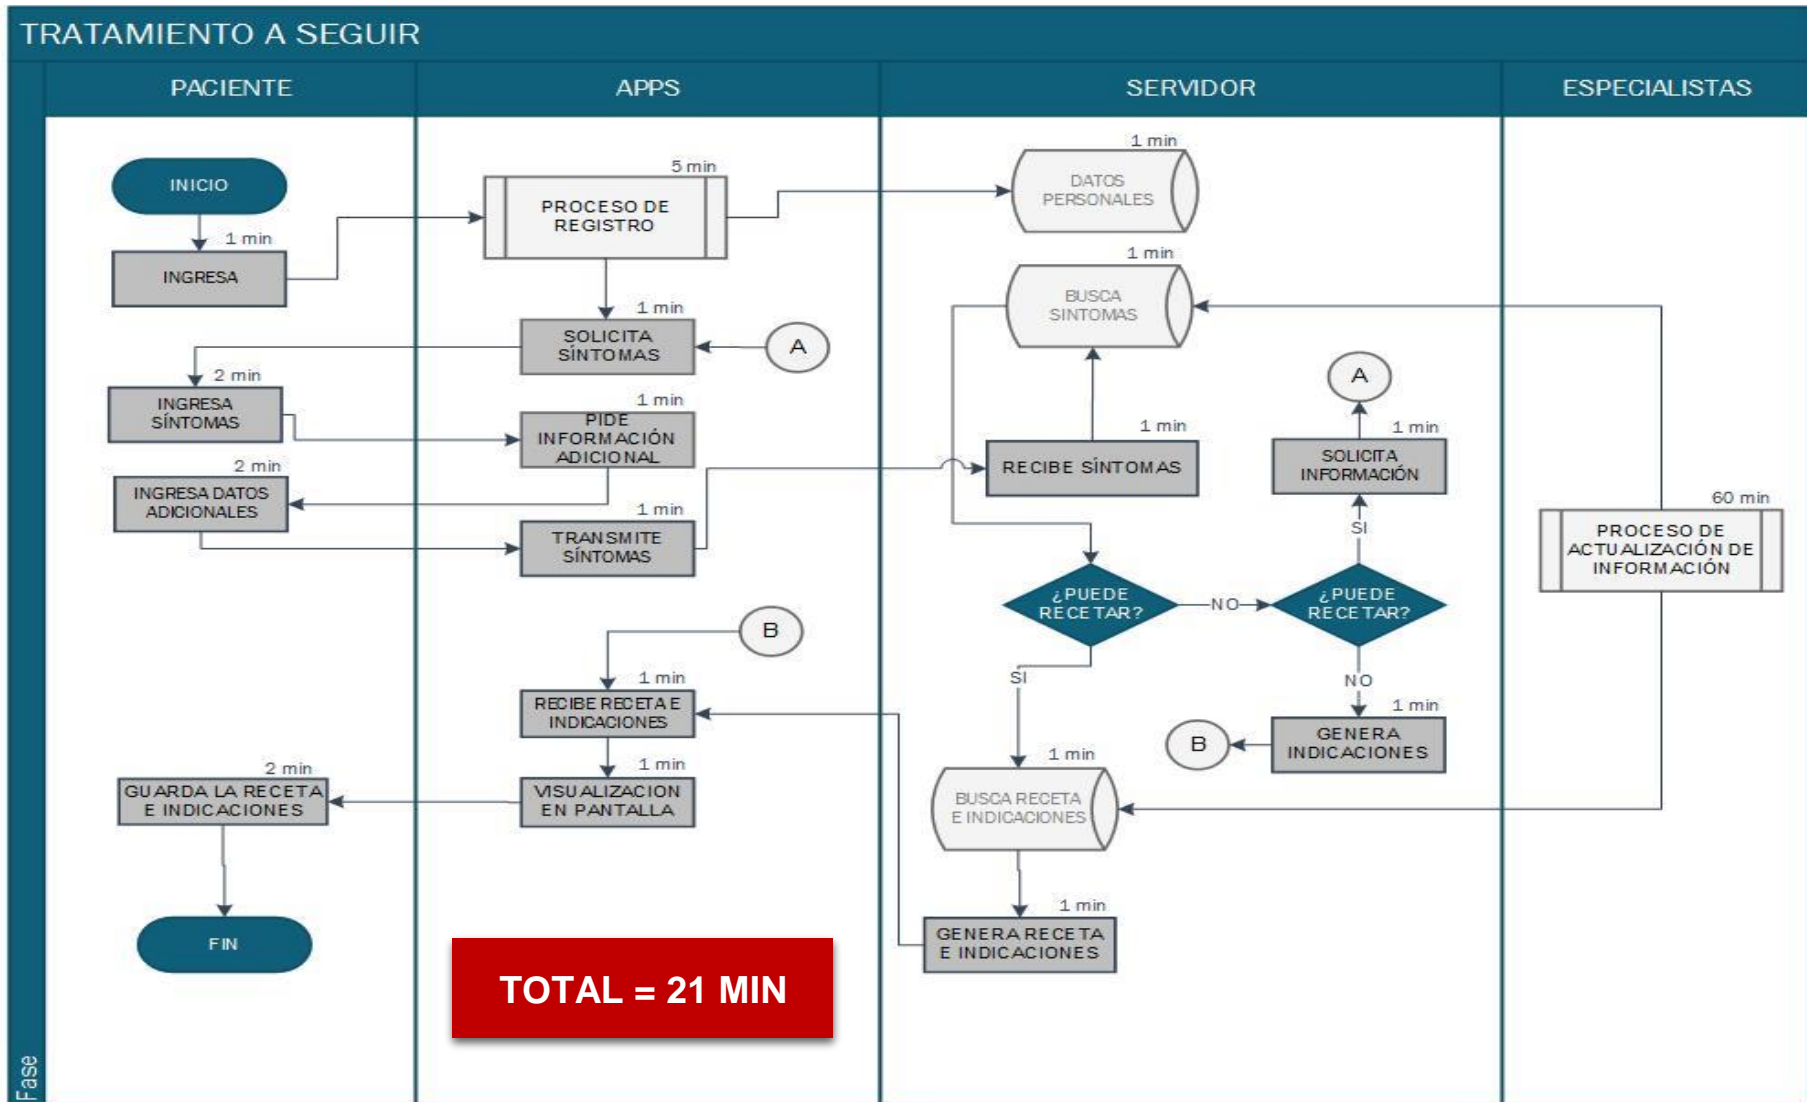 TRATAMIENTO A SEGUIR
PACIENTE
APPS
SERVIDOR
ESPECIALISTAS
Fase
INICIO
1 min
INGRESA
5 min
PROCESO DE
REGISTRO
1 min
DATOS
PERSONALES
1 min
BUSCA
SINTOMAS
1 min
SOLICITA
SÍNTOMAS
A
2 min
INGRESA
SÍNTOMAS
1 min
PIDE
INFORMACIÓN
ADICIONAL
2 min
INGRESA DATOS
ADICIONALES
1 min
TRANSMITE
SÍNTOMAS
1 min
RECIBE SÍNTOMAS
A
1 min
SOLICITA
INFORMACIÓN
SI
60 min
PROCESO DE
ACTUALIZACIÓN DE
INFORMACIÓN
¿PUEDE
RECETAR?
NO
¿PUEDE
RECETAR?
SI
NO
B
1 min
RECIBE RECETA E
INDICACIONES
1 min
GENERA
INDICACIONES
B
1 min
VISUALIZACION
EN PANTALLA
2 min
GUARDA LA RECETA
E INDICACIONES
1 min
BUSCA RECETA
E INDICACIONES
1 min
GENERA RECETA
E INDICACIONES
FIN
TOTAL = 21 MIN